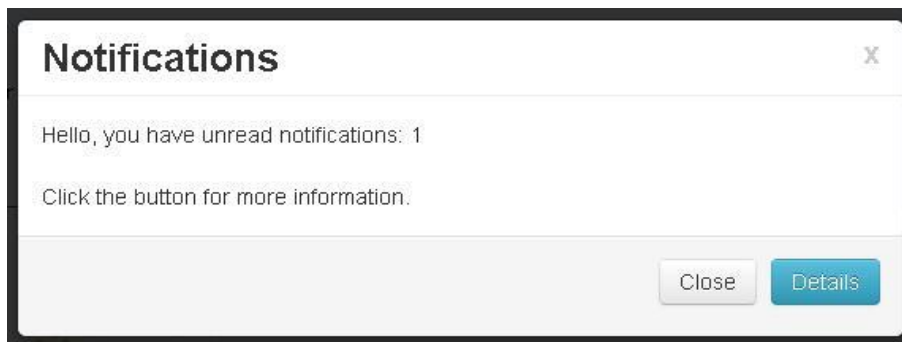 Notifications
x
Hello, you have unread notifications: 1
Click the button for more information.
Close
Details